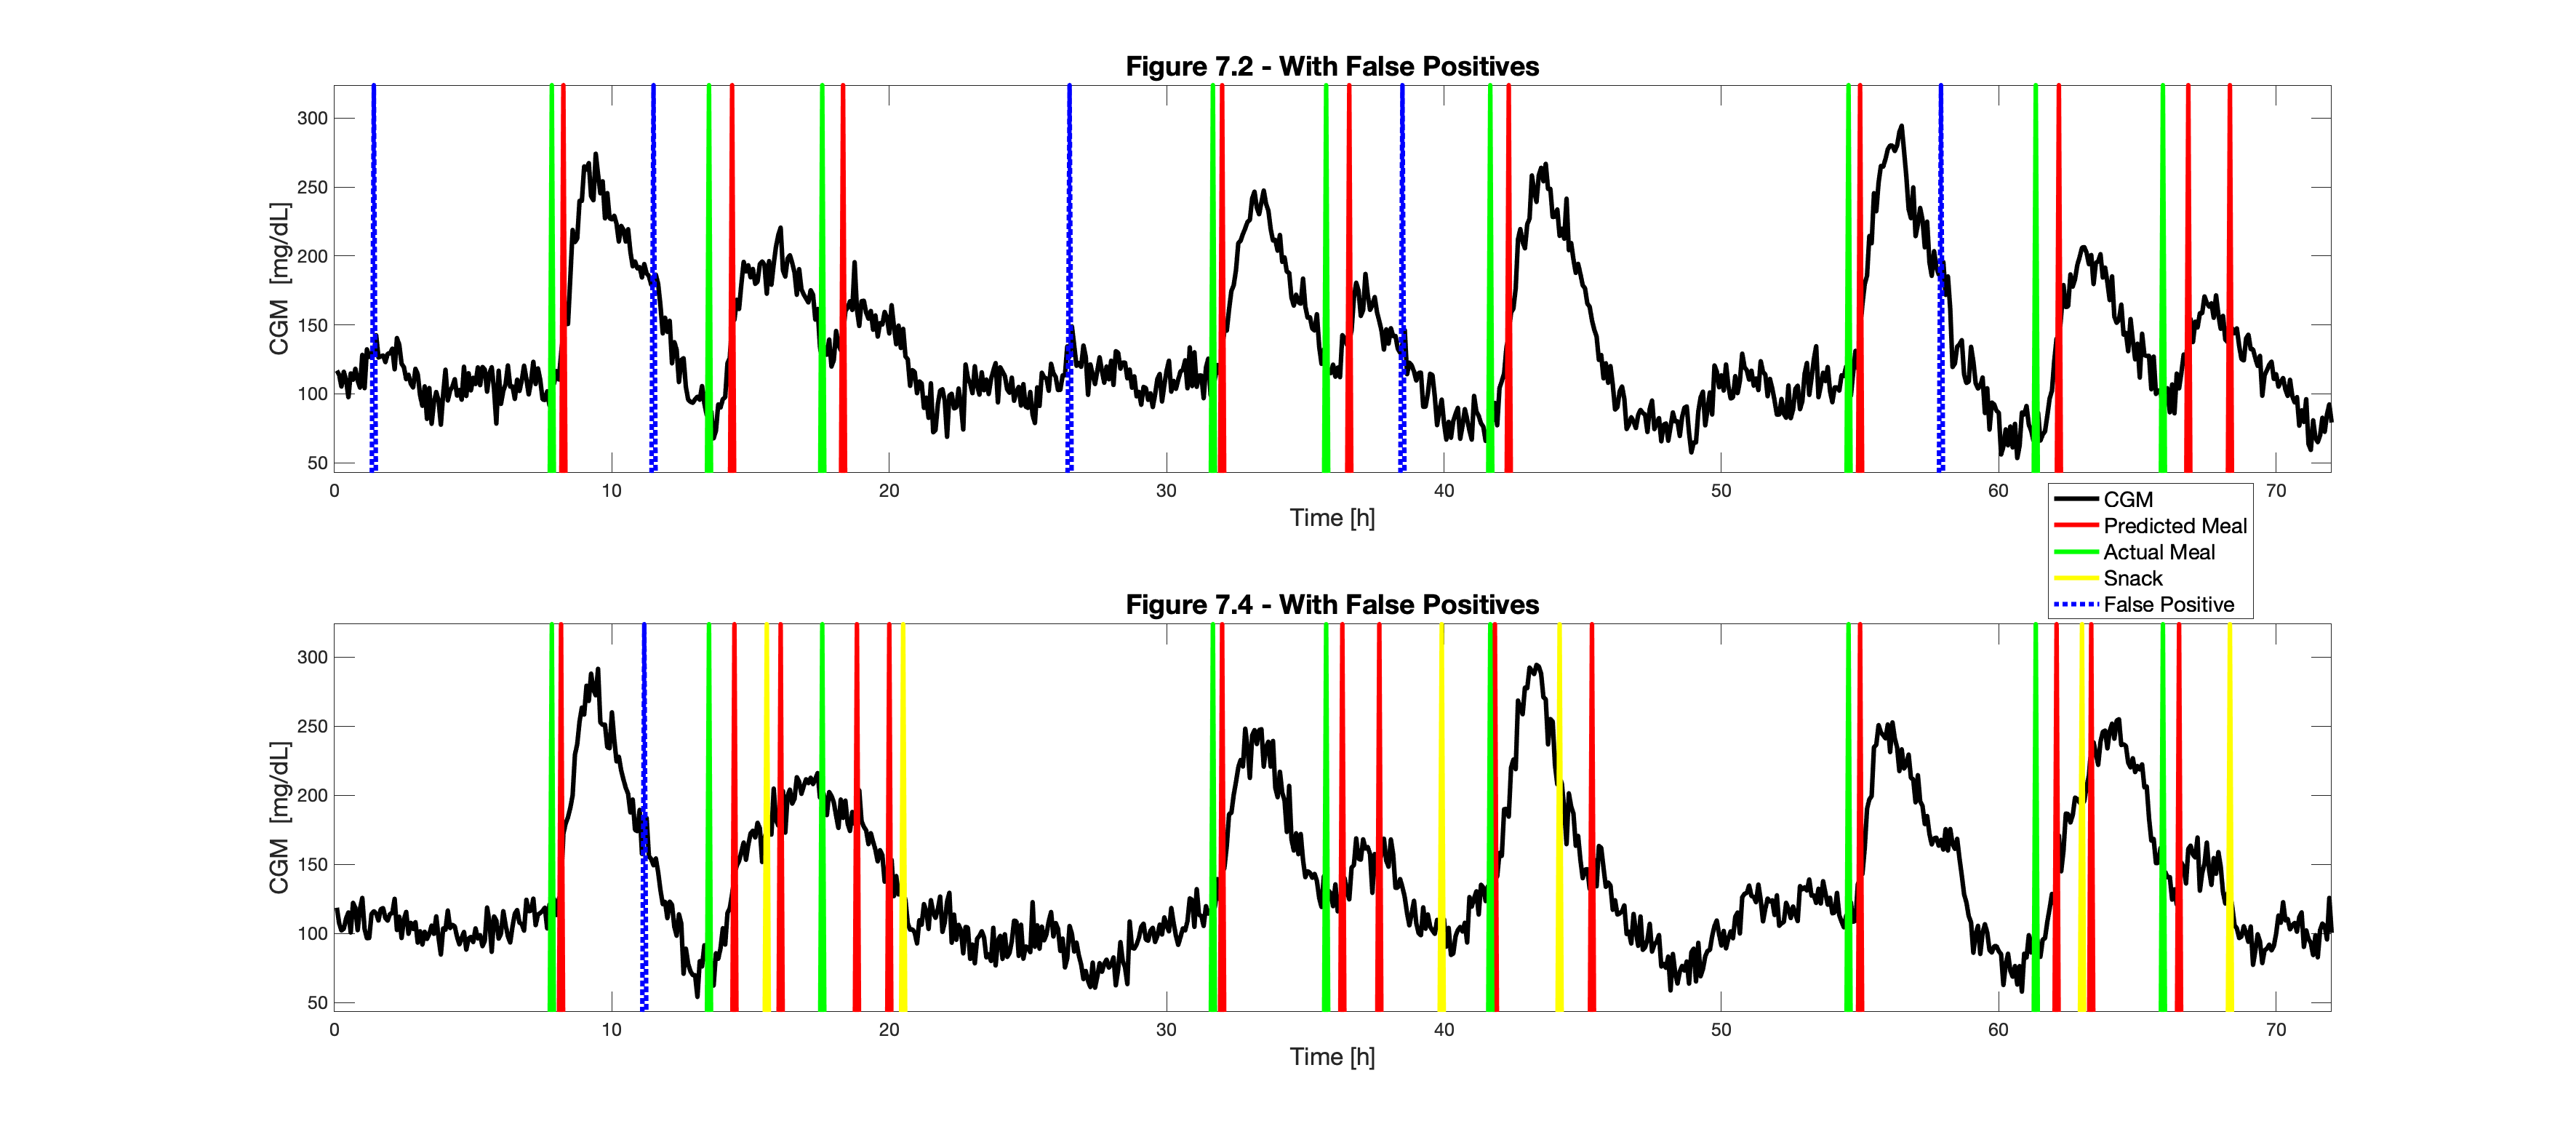 Figure 7.2 - With False Positives
300
250
200
150
100
50
CGM [mg/dL]
0 10 20 30 40 50 60 70
Time [h]
CGM
Predicted Meal
Actual Meal
Snack
False Positive
Figure 7.4 - With False Positives
300
250
200
150
100
50
CGM [mg/dL]
0 10 20 30 40 50 60 70
Time [h]